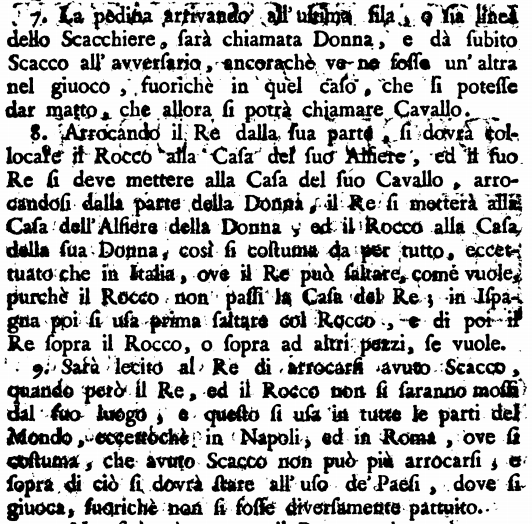 7. La pedina arrivando all' ultima fila, o sia linea
dello Scacchiere, ſarà chiamata Donna, e dà ſubito
Scacco all' avverſario, ancorachè ve ne foſſe un' altra
nel giuoco, fuorichè in quel caſo, che ſi poteſſe
dar matto, che allora ſi potrà chiamare Cavallo.
8. Arrocando il Re dalla ſua parte, ſi dovrà col-
locare il Rocco alla Caſa del ſuo Alfiere, ed il ſuo
Re ſi deve mettere alla Caſa del ſuo Cavallo, arro-
candoſi dalla parte della Donna, il Re ſi metterà alla
Caſa dell' Alfiere della Donna, ed il Rocco alla Caſa
della ſua Donna, così ſi coſtuma da per tutto, eccet-
tuato che in Italia, ove il Re può ſaltare, come vuole,
purchè il Rocco non paſſi la Caſa del Re; in Iſpa-
gna poi ſi uſa prima ſaltare col Rocco, e di poi il
Re ſopra il Rocco, o ſopra ad altri pezzi, ſe vuole.
9. Sarà lecito al Re di arrocarſi avuto Scacco,
quando però il Re, ed il Rocco non ſi ſaranno moſſi
dal ſuo luogo, e queſto ſi uſa in tutte le parti del
Mondo, eccettochè in Napoli, ed in Roma, ove ſi
coſtuma, che avuto Scacco non può più arrocarſi, e
ſopra di ciò ſi dovrà ſtare all' uſo de' Paeſi, dove ſi
giuoca, fuorichè non ſi foſſe diverſamente pattuito.